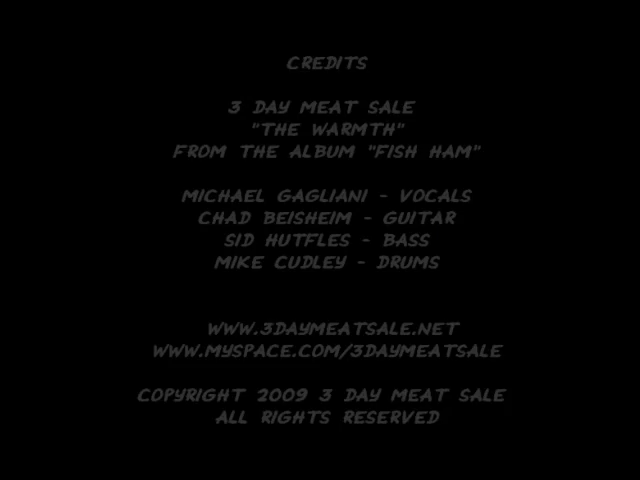 CREDITS
3 DAY MEAT SALE
"THE WARMTH"
FROM THE ALBUM "FISH HAM"
MICHAEL GAGLIANI - VOCALS
CHAD BEISHEIM - GUITAR
SID HUTFLES - BASS
MIKE CUDLEY - DRUMS
WWW.3DAYMEATSALE.NET
WWW.MYSPACE.COM/3DAYMEATSALE
COPYRIGHT 2009 3 DAY MEAT SALE
ALL RIGHTS RESERVED